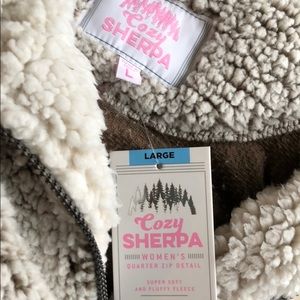 Cozy
SHERPA
L
LARGE
Cozy
SHERPA
WOMEN'S
QUARTER ZIP DETAIL
SUPER SOFT
AND FLUFFY FLEECE